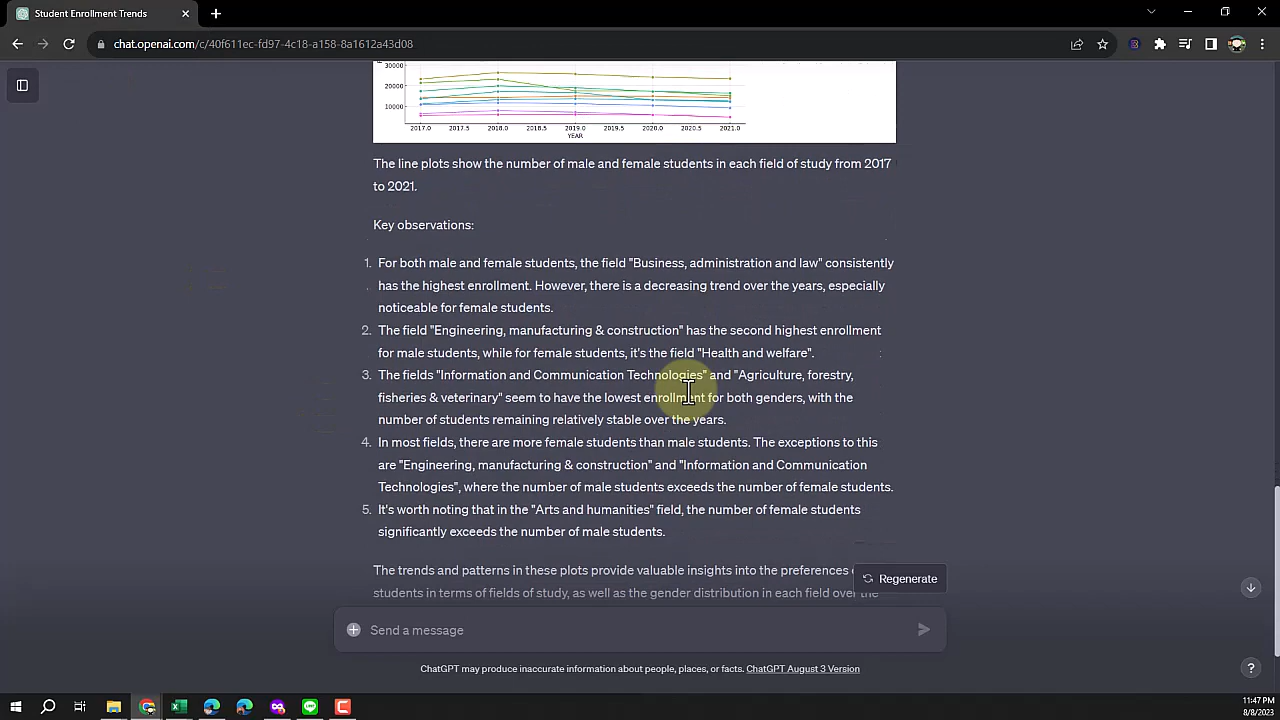 Student Enrollment Trends
chat.openai.com/c/40f611ec-fd97-4c18-a158-8a1612a43d08
30000
20000
10000
2017.0 2017.5 2018.0 2018.5 2019.0 2019.5 2020.0 2020.5 2021.0
YEAR
The line plots show the number of male and female students in each field of study from 2017
to 2021.
Key observations:
1. For both male and female students, the field "Business, administration and law" consistently
has the highest enrollment. However, there is a decreasing trend over the years, especially
noticeable for female students.
2. The field "Engineering, manufacturing & construction" has the second highest enrollment
for male students, while for female students, it's the field "Health and welfare".
3. The fields "Information and Communication Technologies" and "Agriculture, forestry,
fisheries & veterinary" seem to have the lowest enrollment for both genders, with the
number of students remaining relatively stable over the years.
4. In most fields, there are more female students than male students. The exceptions to this
are "Engineering, manufacturing & construction" and "Information and Communication
Technologies", where the number of male students exceeds the number of female students.
5. It's worth noting that in the "Arts and humanities" field, the number of female students
significantly exceeds the number of male students.
The trends and patterns in these plots provide valuable insights into the preferences
Regenerate
students in terms of fields of study, as well as the gender distribution in each field over the
Send a message
ChatGPT may produce inaccurate information about people, places, or facts. ChatGPT August 3 Version
?
11:47 PM
8/8/2023